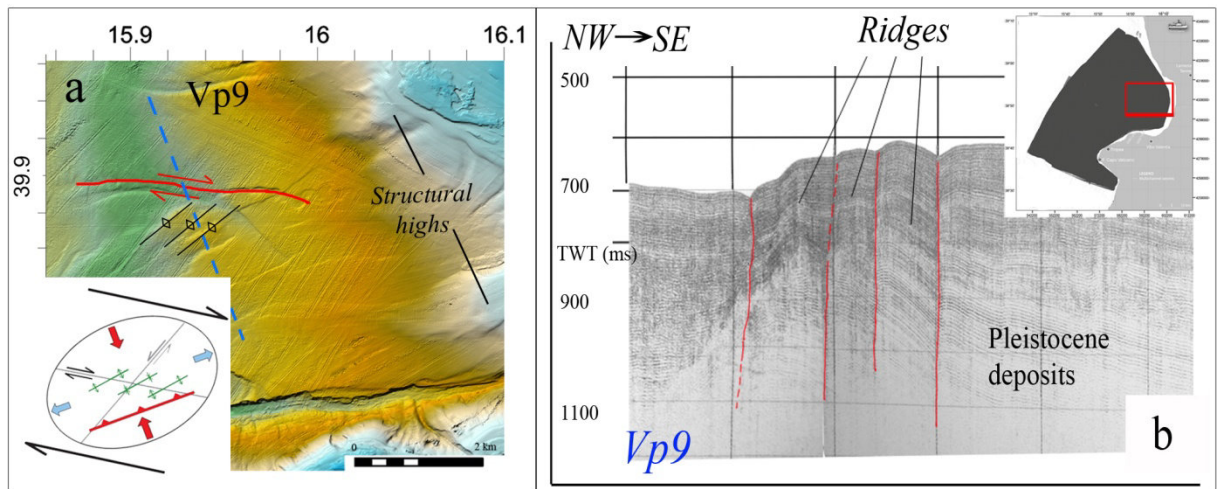 15.9
16
16.1
39.9
a
Vp9
Structural
highs
0
2 km
NW→SE
Ridges
500
700
TWT (ms)
900
1100
Pleistocene
deposits
Vp9
b